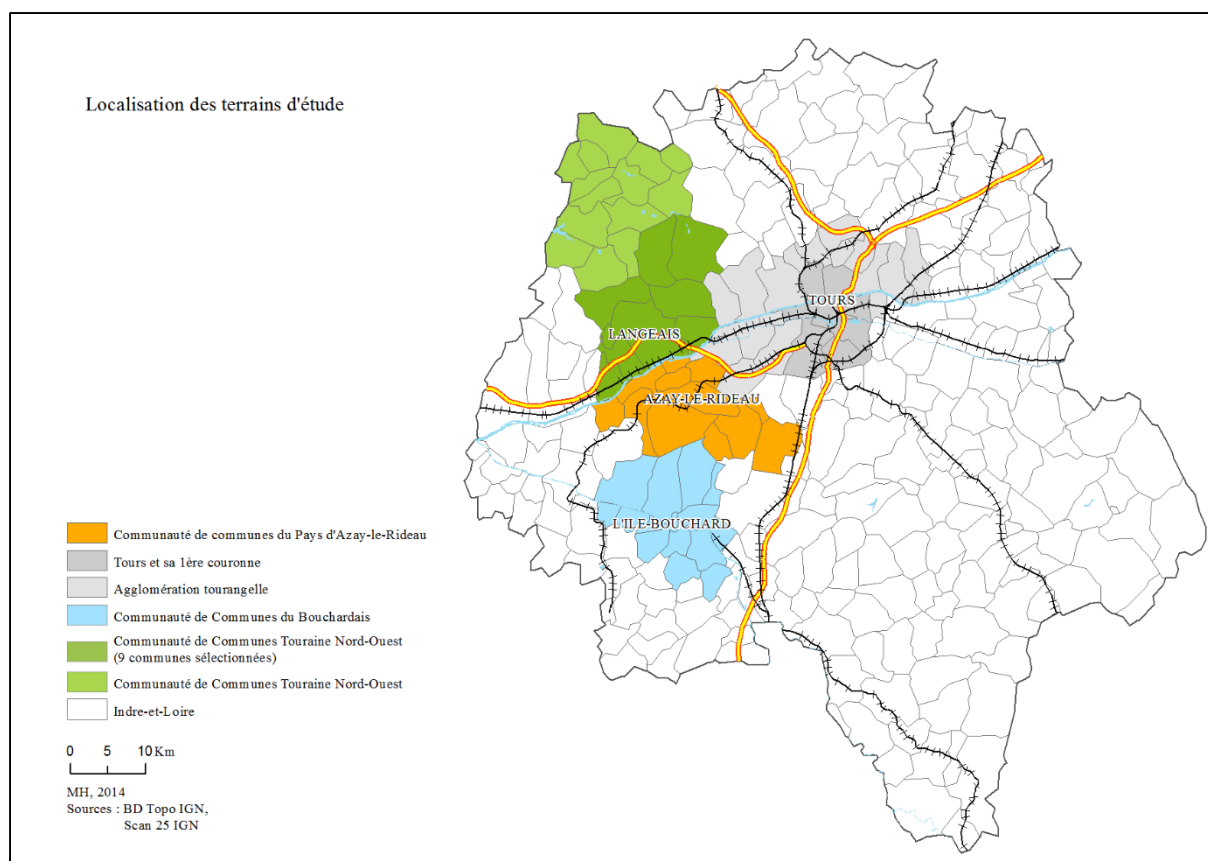 Localisation des terrains d'étude
TOURS
LANGEAIS
AZAY-LE-RIDEAU
L'ILE-BOUCHARD
Communauté de communes du Pays d'Azay-le-Rideau
Tours et sa 1ère couronne
Agglomération tourangelle
Communauté de Communes du Bouchardais
Communauté de Communes Touraine Nord-Ouest
(9 communes sélectionnées)
Communauté de Communes Touraine Nord-Ouest
Indre-et-Loire
0 5 10 Km
MH, 2014
Sources : BD Topo IGN,
Scan 25 IGN